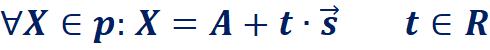 ∀X ∈ p: X = A + t · s⃗    t ∈ R